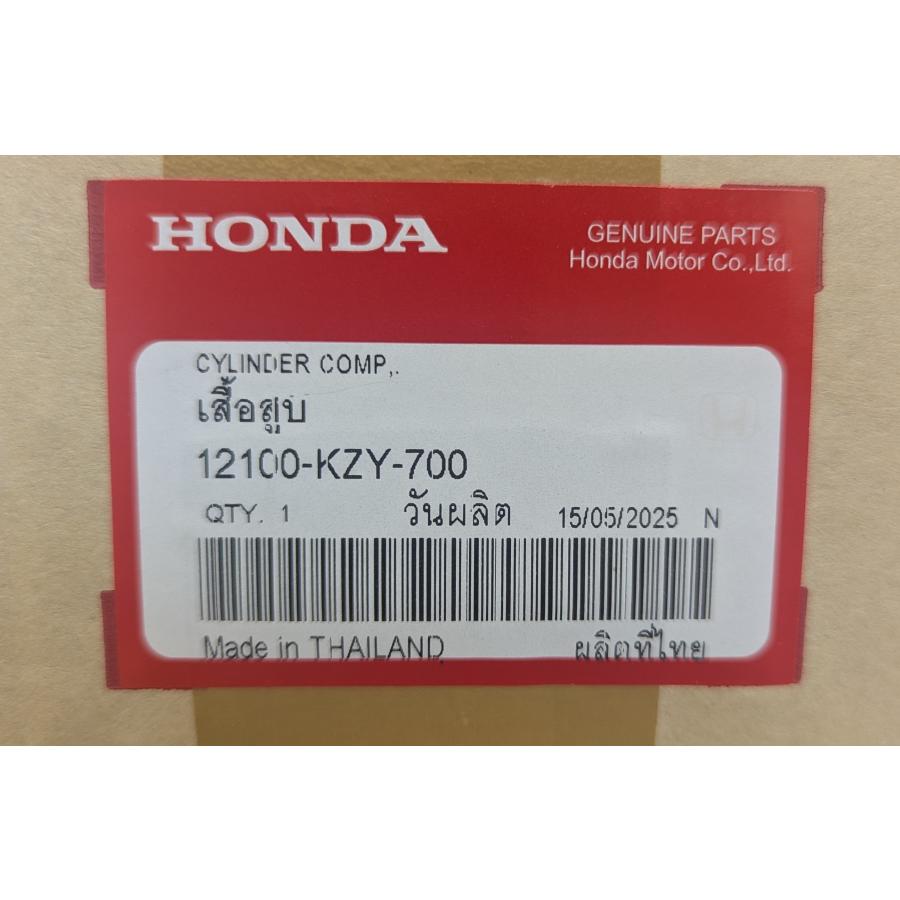 HONDA
GENUINE PARTS
Honda Motor Co.,Ltd.
CYLINDER COMP,.
เสื้อสูบ
12100-KZY-700
QTY. 1 วันผลิต 15/05/2025 N
Made in THAILAND ผลิตที่ไทย